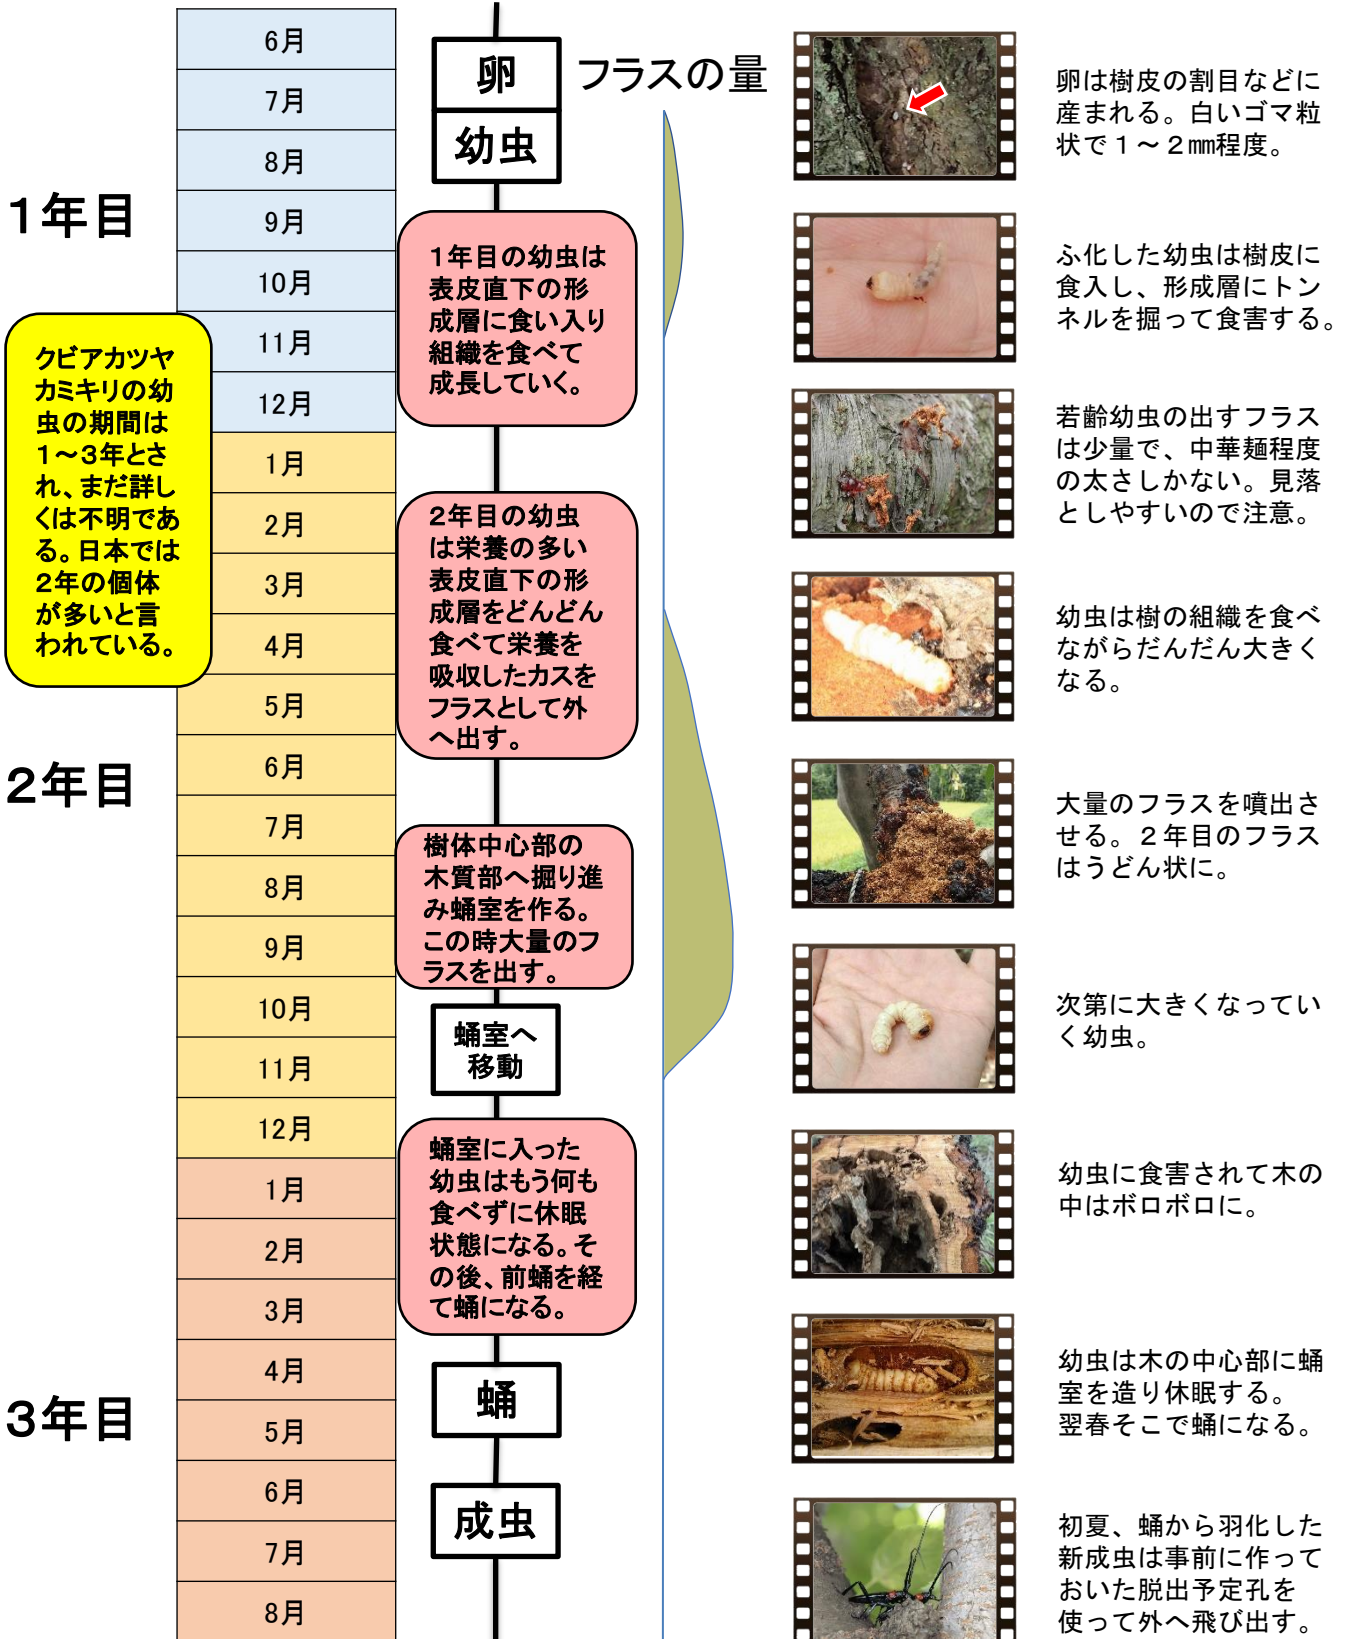 1年目
2年目
3年目
6月
7月
8月
9月
10月
11月
12月
1月
2月
3月
4月
5月
6月
7月
8月
9月
10月
11月
12月
1月
2月
3月
4月
5月
6月
7月
8月
クビアカツヤ
カミキリの幼
虫の期間は
1～3年とさ
れ、まだ詳し
くは不明であ
る。日本では
2年の個体
が多いと言
われている。
卵
幼虫
1年目の幼虫は
表皮直下の形
成層に食い入り
組織を食べて
成長していく。
2年目の幼虫
は栄養の多い
表皮直下の形
成層をどんどん
食べて栄養を
吸収したカスを
フラスとして外
へ出す。
樹体中心部の
木質部へ掘り進
み蛹室を作る。
この時大量のフ
ラスを出す。
蛹室へ
移動
蛹室に入った
幼虫はもう何も
食べずに休眠
状態になる。そ
の後、前蛹を経
て蛹になる。
蛹
成虫
フラスの量
卵は樹皮の割目などに
産まれる。白いゴマ粒
状で１～２㎜程度。
ふ化した幼虫は樹皮に
食入し、形成層にトン
ネルを掘って食害する。
若齢幼虫の出すフラス
は少量で、中華麺程度
の太さしかない。見落
としやすいので注意。
幼虫は樹の組織を食べ
ながらだんだん大きく
なる。
大量のフラスを噴出さ
せる。２年目のフラス
はうどん状に。
次第に大きくなってい
く幼虫。
幼虫に食害されて木の
中はボロボロに。
幼虫は木の中心部に蛹
室を造り休眠する。
翌春そこで蛹になる。
初夏、蛹から羽化した
新成虫は事前に作って
おいた脱出予定孔を
使って外へ飛び出す。